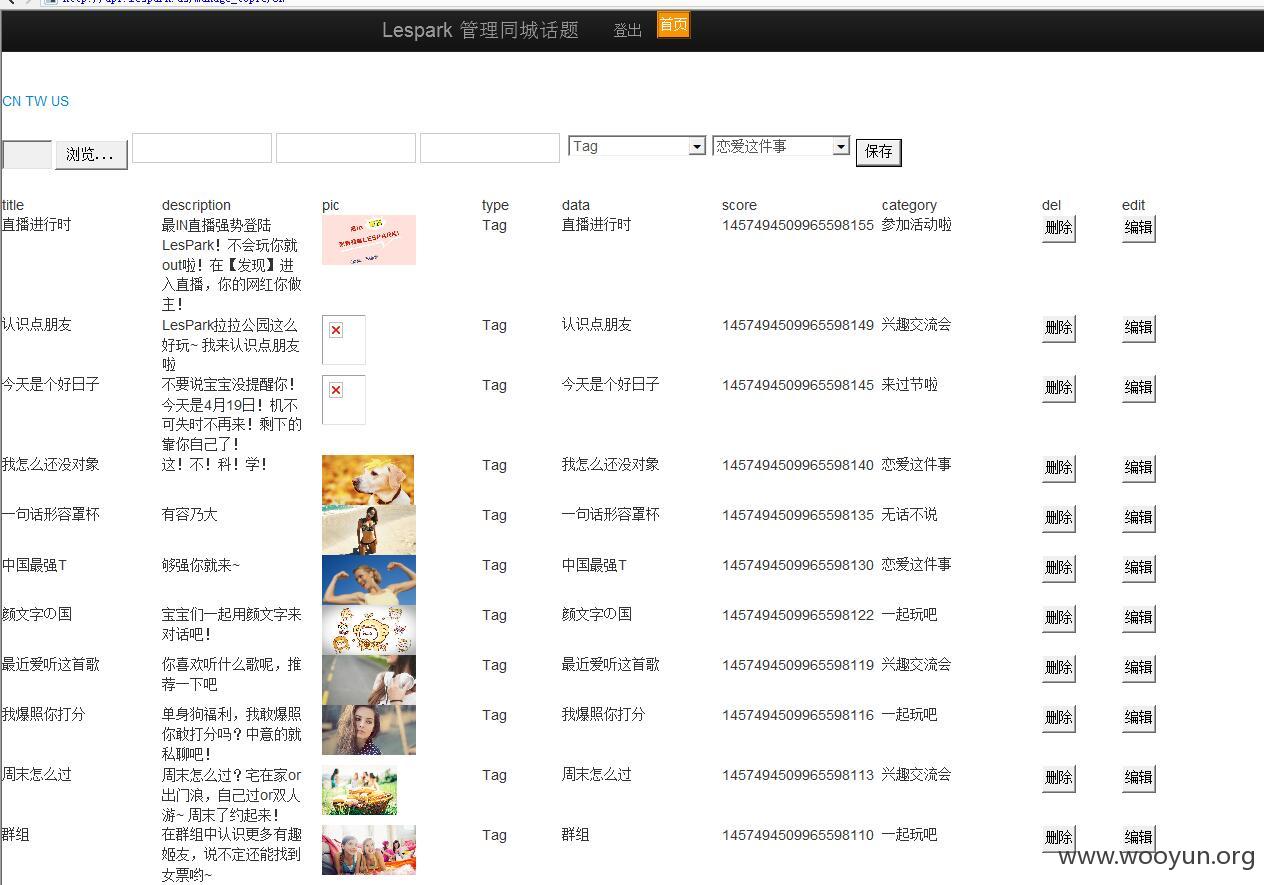 Lespark 管理同城话题 登出 首页
CN TW US
浏览... Tag 恋爱这件事 保存
title description pic type data score category del edit
直播进行时 最IN直播强势登陆 Tag 直播进行时 1457494509965598155 参加活动啦 删除 编辑
LesPark！不会玩你就
out啦！在【发现】进
入直播，你的网红你做
主！
认识点朋友 LesPark拉拉公园这么 Tag 认识点朋友 1457494509965598149 兴趣交流会 删除 编辑
好玩~ 我来认识点朋友
啦
今天是个好日子 不要说宝宝没提醒你！ Tag 今天是个好日子 1457494509965598145 来过节啦 删除 编辑
今天是4月19日！机不
可失时不再来！剩下的
靠你自己了！
我怎么还没对象 这！不！科！学！ Tag 我怎么还没对象 1457494509965598140 恋爱这件事 删除 编辑
一句话形容罩杯 有容乃大 Tag 一句话形容罩杯 1457494509965598135 无话不说 删除 编辑
中国最强T 够强你就来~ Tag 中国最强T 1457494509965598130 恋爱这件事 删除 编辑
颜文字の国 宝宝们一起用颜文字来 Tag 颜文字の国 1457494509965598122 一起玩吧 删除 编辑
对话吧！
最近爱听这首歌 你喜欢听什么歌呢，推 Tag 最近爱听这首歌 1457494509965598119 兴趣交流会 删除 编辑
荐一下吧
我爆照你打分 单身狗福利，我敢爆照 Tag 我爆照你打分 1457494509965598116 一起玩吧 删除 编辑
你敢打分吗？中意的就
私聊吧！
周末怎么过 周末怎么过？宅在家or Tag 周末怎么过 1457494509965598113 兴趣交流会 删除 编辑
出门浪，自己过or双人
游~ 周末了约起来！
群组 在群组中认识更多有趣 Tag 群组 1457494509965598110 一起玩吧 删除 编辑
姬友，说不定还能找到
女票哟~
www.wooyun.org